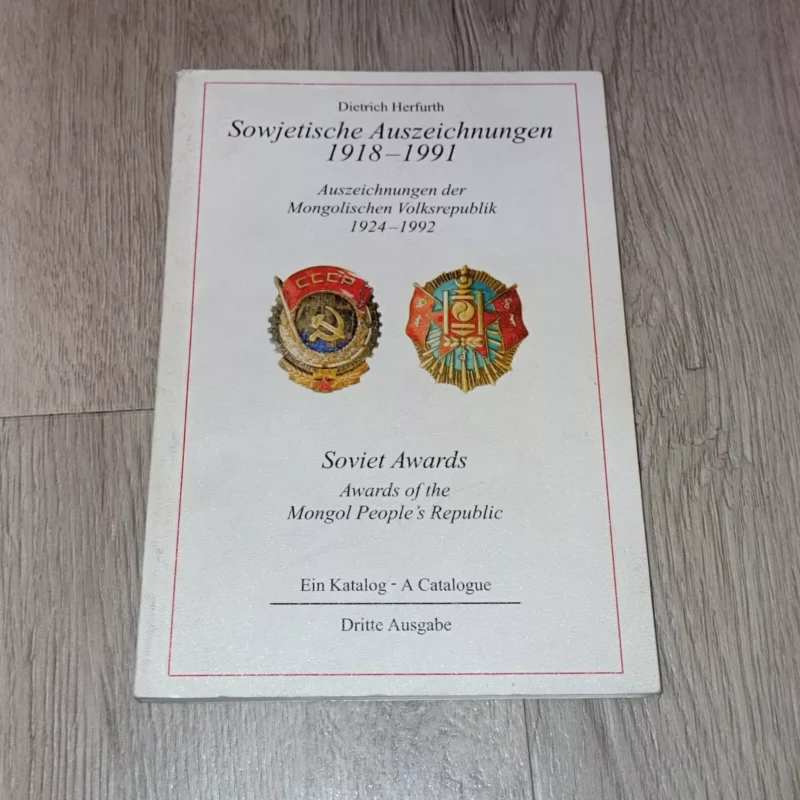 Dietrich Herfurth
Sowjetische Auszeichnungen
1918–1991
Auszeichnungen der
Mongolischen Volksrepublik
1924–1992
СССР
Soviet Awards
Awards of the
Mongol People's Republic
Ein Katalog - A Catalogue
Dritte Ausgabe